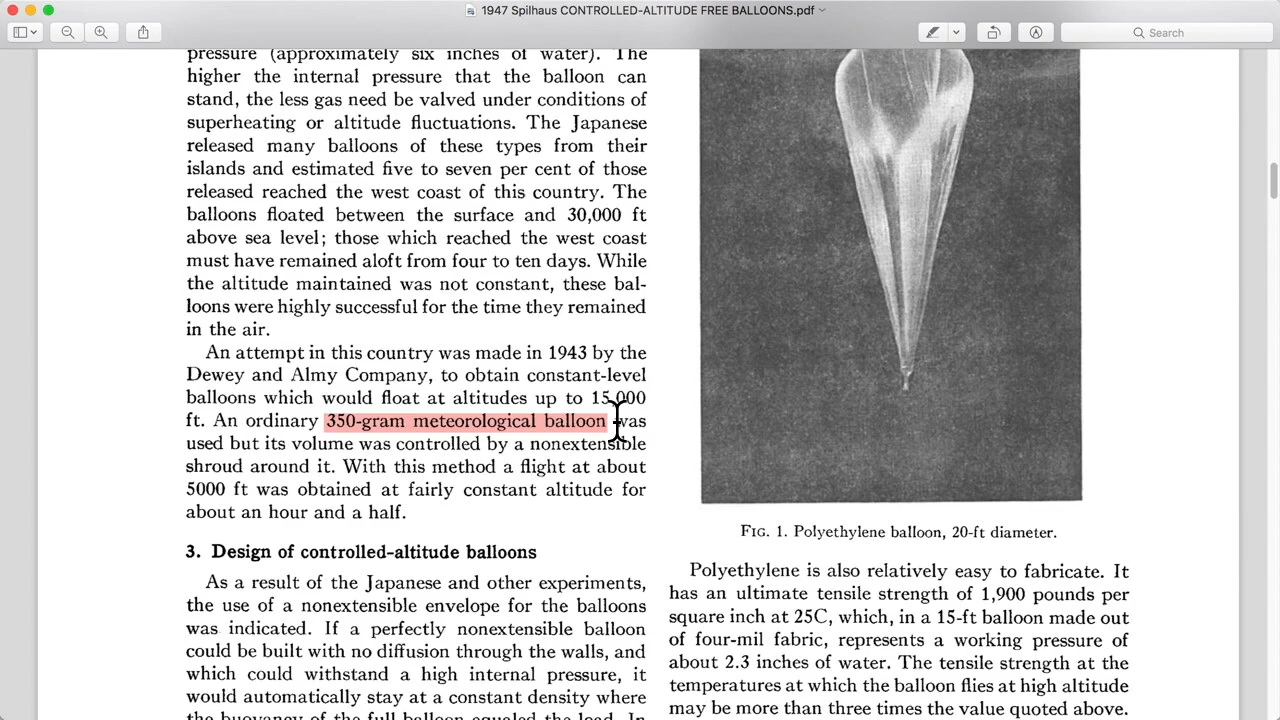 1947 Spilhaus CONTROLLED-ALTITUDE FREE BALLOONS.pdf
Search
pressure (approximately six inches of water). The
higher the internal pressure that the balloon can
stand, the less gas need be valved under conditions of
superheating or altitude fluctuations. The Japanese
released many balloons of these types from their
islands and estimated five to seven per cent of those
released reached the west coast of this country. The
balloons floated between the surface and 30,000 ft
above sea level; those which reached the west coast
must have remained aloft from four to ten days. While
the altitude maintained was not constant, these bal-
loons were highly successful for the time they remained
in the air.
An attempt in this country was made in 1943 by the
Dewey and Almy Company, to obtain constant-level
balloons which would float at altitudes up to 15,000
ft. An ordinary 350-gram meteorological balloon was
used but its volume was controlled by a nonextensible
shroud around it. With this method a flight at about
5000 ft was obtained at fairly constant altitude for
about an hour and a half.
3. Design of controlled-altitude balloons
As a result of the Japanese and other experiments,
the use of a nonextensible envelope for the balloons
was indicated. If a perfectly nonextensible balloon
could be built with no diffusion through the walls, and
which could withstand a high internal pressure, it
would automatically stay at a constant density where
the buoyancy of the full balloon equaled the load. In
FIG. 1. Polyethylene balloon, 20-ft diameter.
Polyethylene is also relatively easy to fabricate. It
has an ultimate tensile strength of 1,900 pounds per
square inch at 25C, which, in a 15-ft balloon made out
of four-mil fabric, represents a working pressure of
about 2.3 inches of water. The tensile strength at the
temperatures at which the balloon flies at high altitude
may be more than three times the value quoted above.